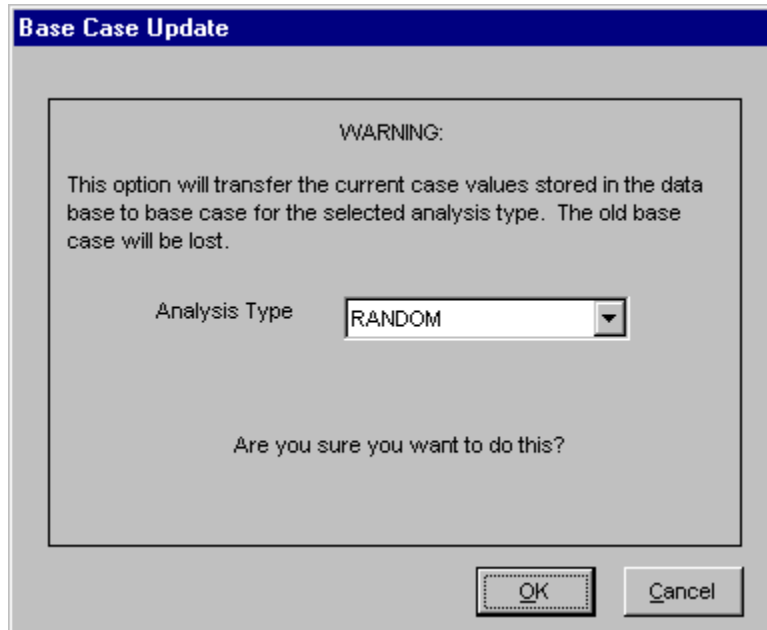 Base Case Update
WARNING:
This option will transfer the current case values stored in the data
base to base case for the selected analysis type.  The old base
case will be lost.
Analysis Type
RANDOM
Are you sure you want to do this?
OK
Cancel